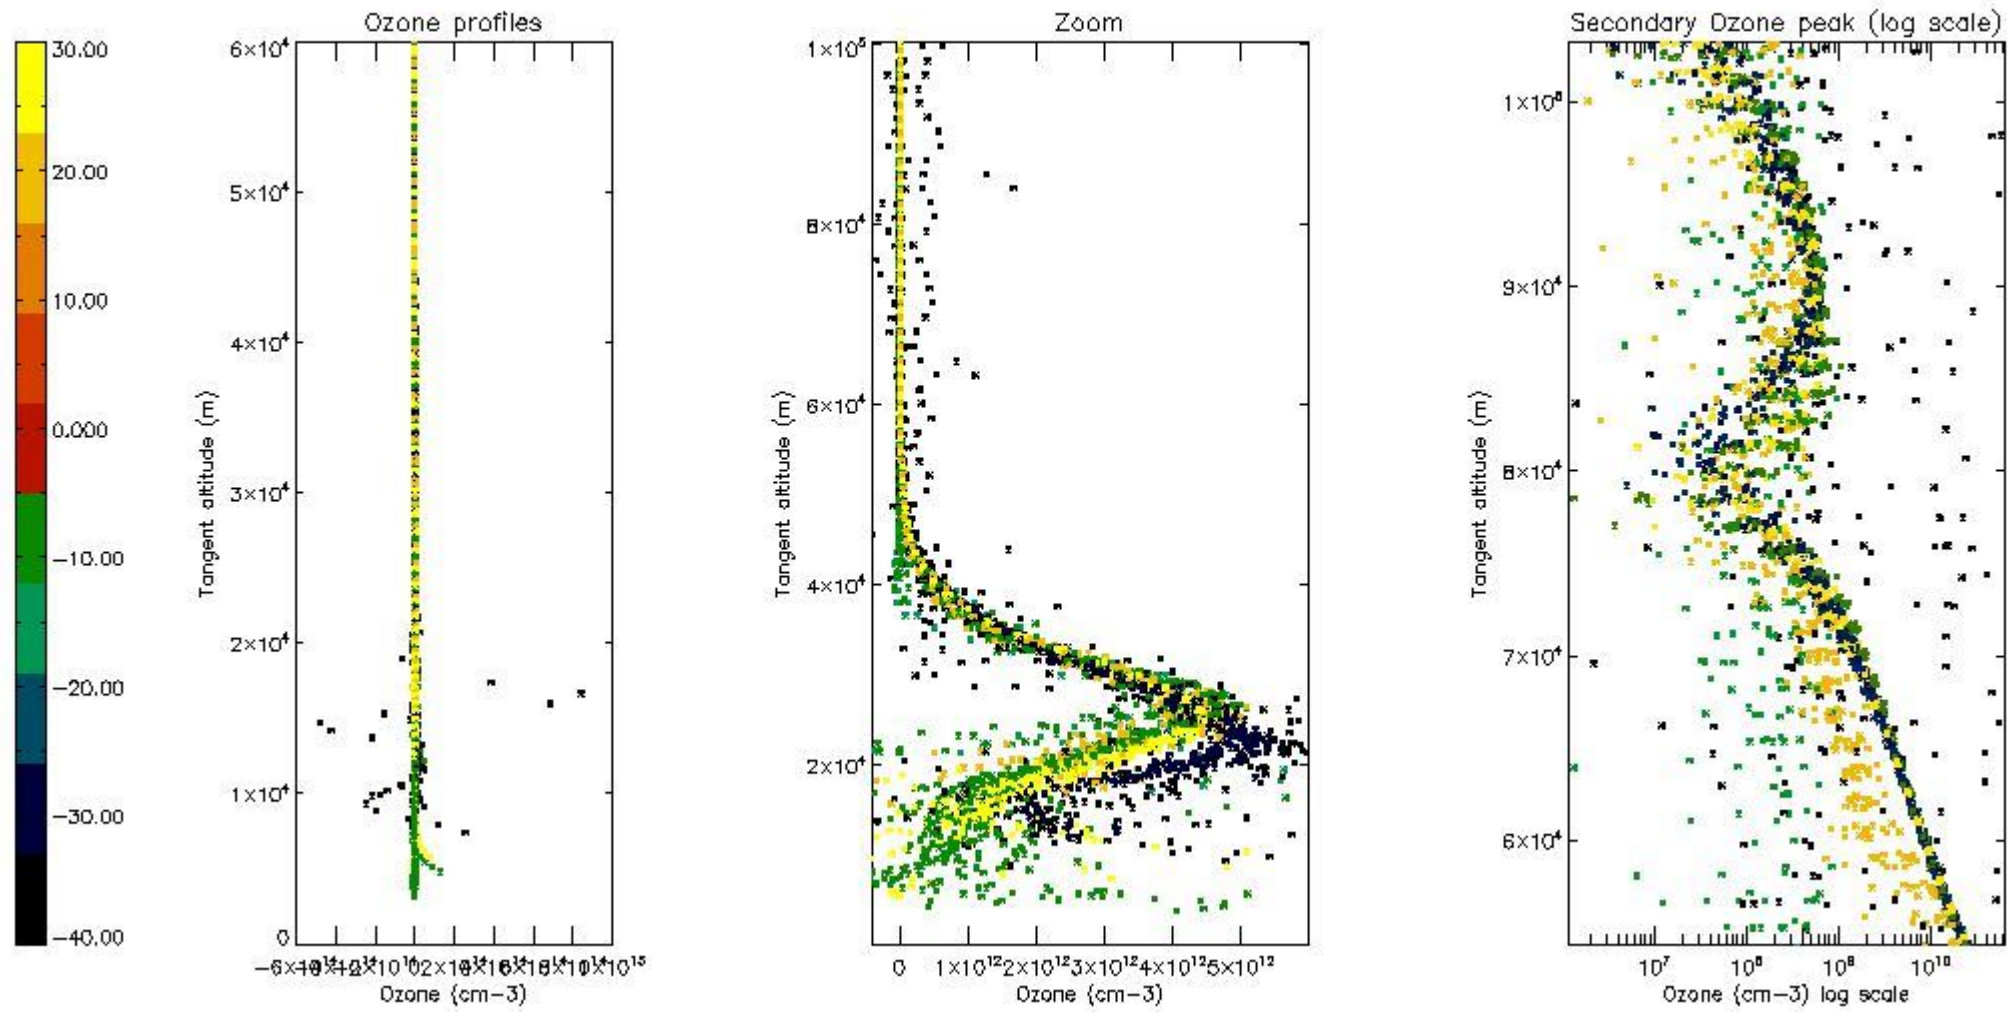 Ozone profiles
Zoom
Secondary Ozone peak (log scale)
30.00
20.00
10.00
0.000
−10.00
−20.00
−30.00
−40.00
6×10⁴
5×10⁴
4×10⁴
3×10⁴
2×10⁴
1×10⁴
0
Tangent altitude (m)
Ozone (cm−3)
1×10⁵
8×10⁴
6×10⁴
4×10⁴
2×10⁴
Tangent altitude (m)
0 1×10¹² 2×10¹² 3×10¹² 4×10¹² 5×10¹²
Ozone (cm−3)
1×10⁵
9×10⁴
8×10⁴
7×10⁴
6×10⁴
Tangent altitude (m)
10⁷ 10⁸ 10⁹ 10¹⁰
Ozone (cm−3) log scale